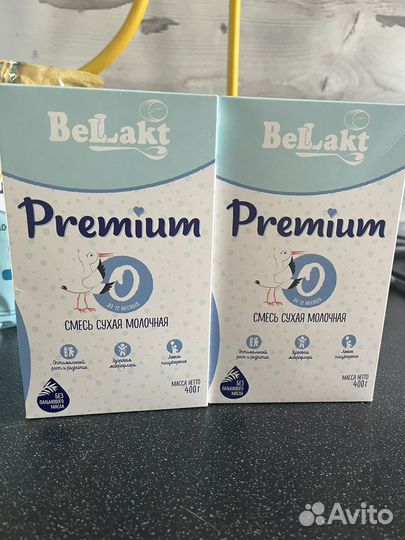 BeLLakt
Premium
0
ДО 12 МЕСЯЦЕВ
СМЕСЬ СУХАЯ МОЛОЧНАЯ
Оптимальный
рост и развитие
Здоровая
микрофлора
Легкое
пищеварение
БЕЗ
ПАЛЬМОВОГО
МАСЛА
МАССА НЕТТО
400 г
BeLLakt
Premium
0
ДО 12 МЕСЯЦЕВ
СМЕСЬ СУХАЯ МОЛОЧНАЯ
Оптимальный
рост и развитие
Здоровая
микрофлора
Легкое
пищеварение
БЕЗ
ПАЛЬМОВОГО
МАСЛА
МАССА НЕТТО
400 г
Avito